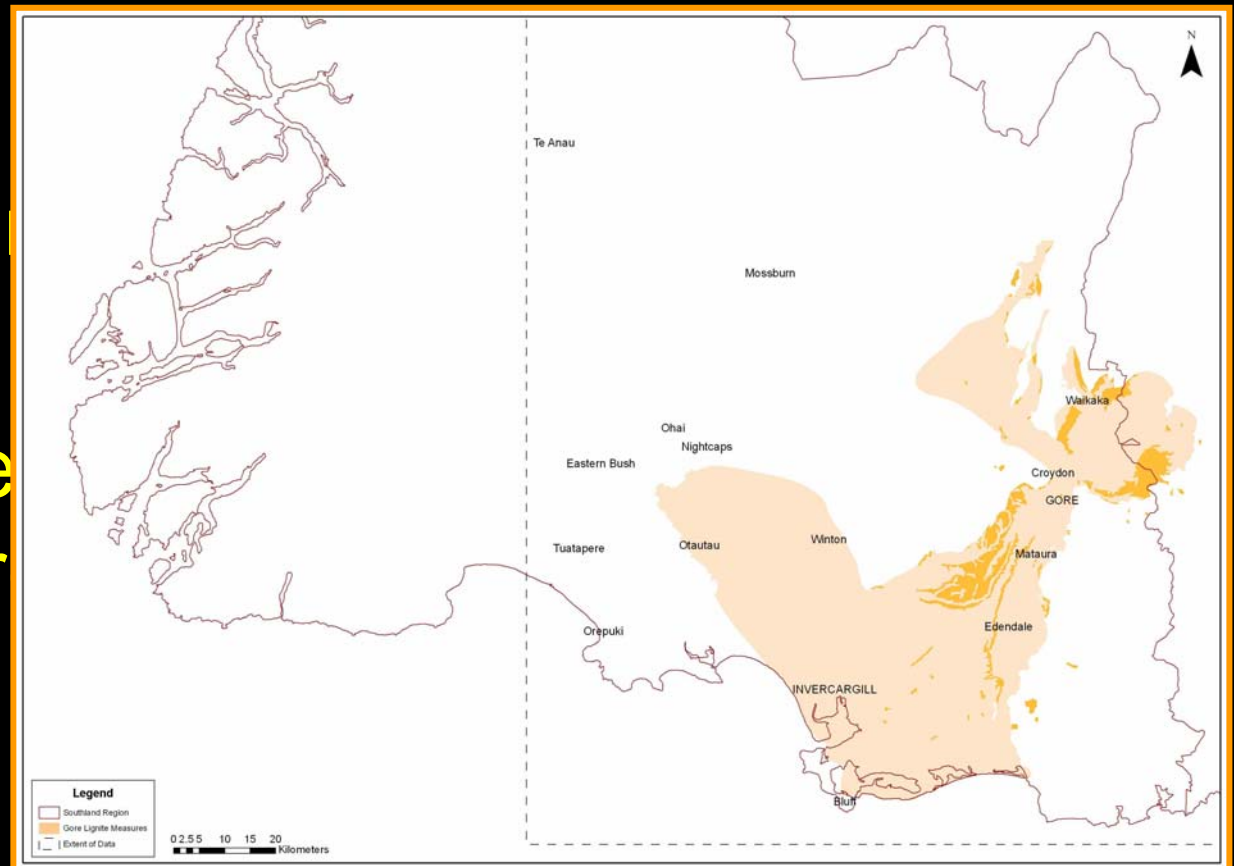 N
Te Anau
Mossburn
Waikaka
Ohai
Nightcaps
Eastern Bush
Croydon
GORE
Tuatapere
Otautau
Winton
Mataura
Orepuki
Edendale
INVERCARGILL
Bluff
Legend
Southland Region
Gore Lignite Measures
Extent of Data
0 2.5 5 10 15 20
Kilometers